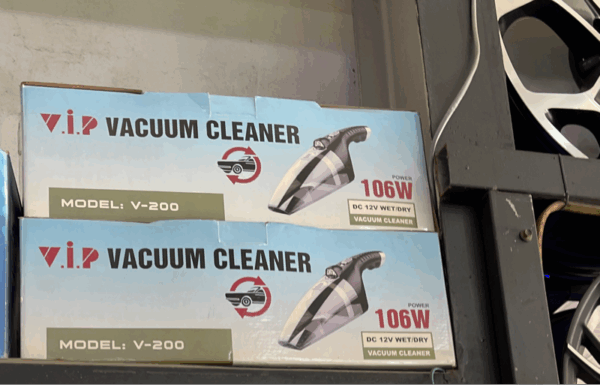 V.i.P VACUUM CLEANER
POWER
106W
DC 12V WET/DRY
VACUUM CLEANER
MODEL: V-200
V.i.P VACUUM CLEANER
POWER
106W
DC 12V WET/DRY
VACUUM CLEANER
MODEL: V-200